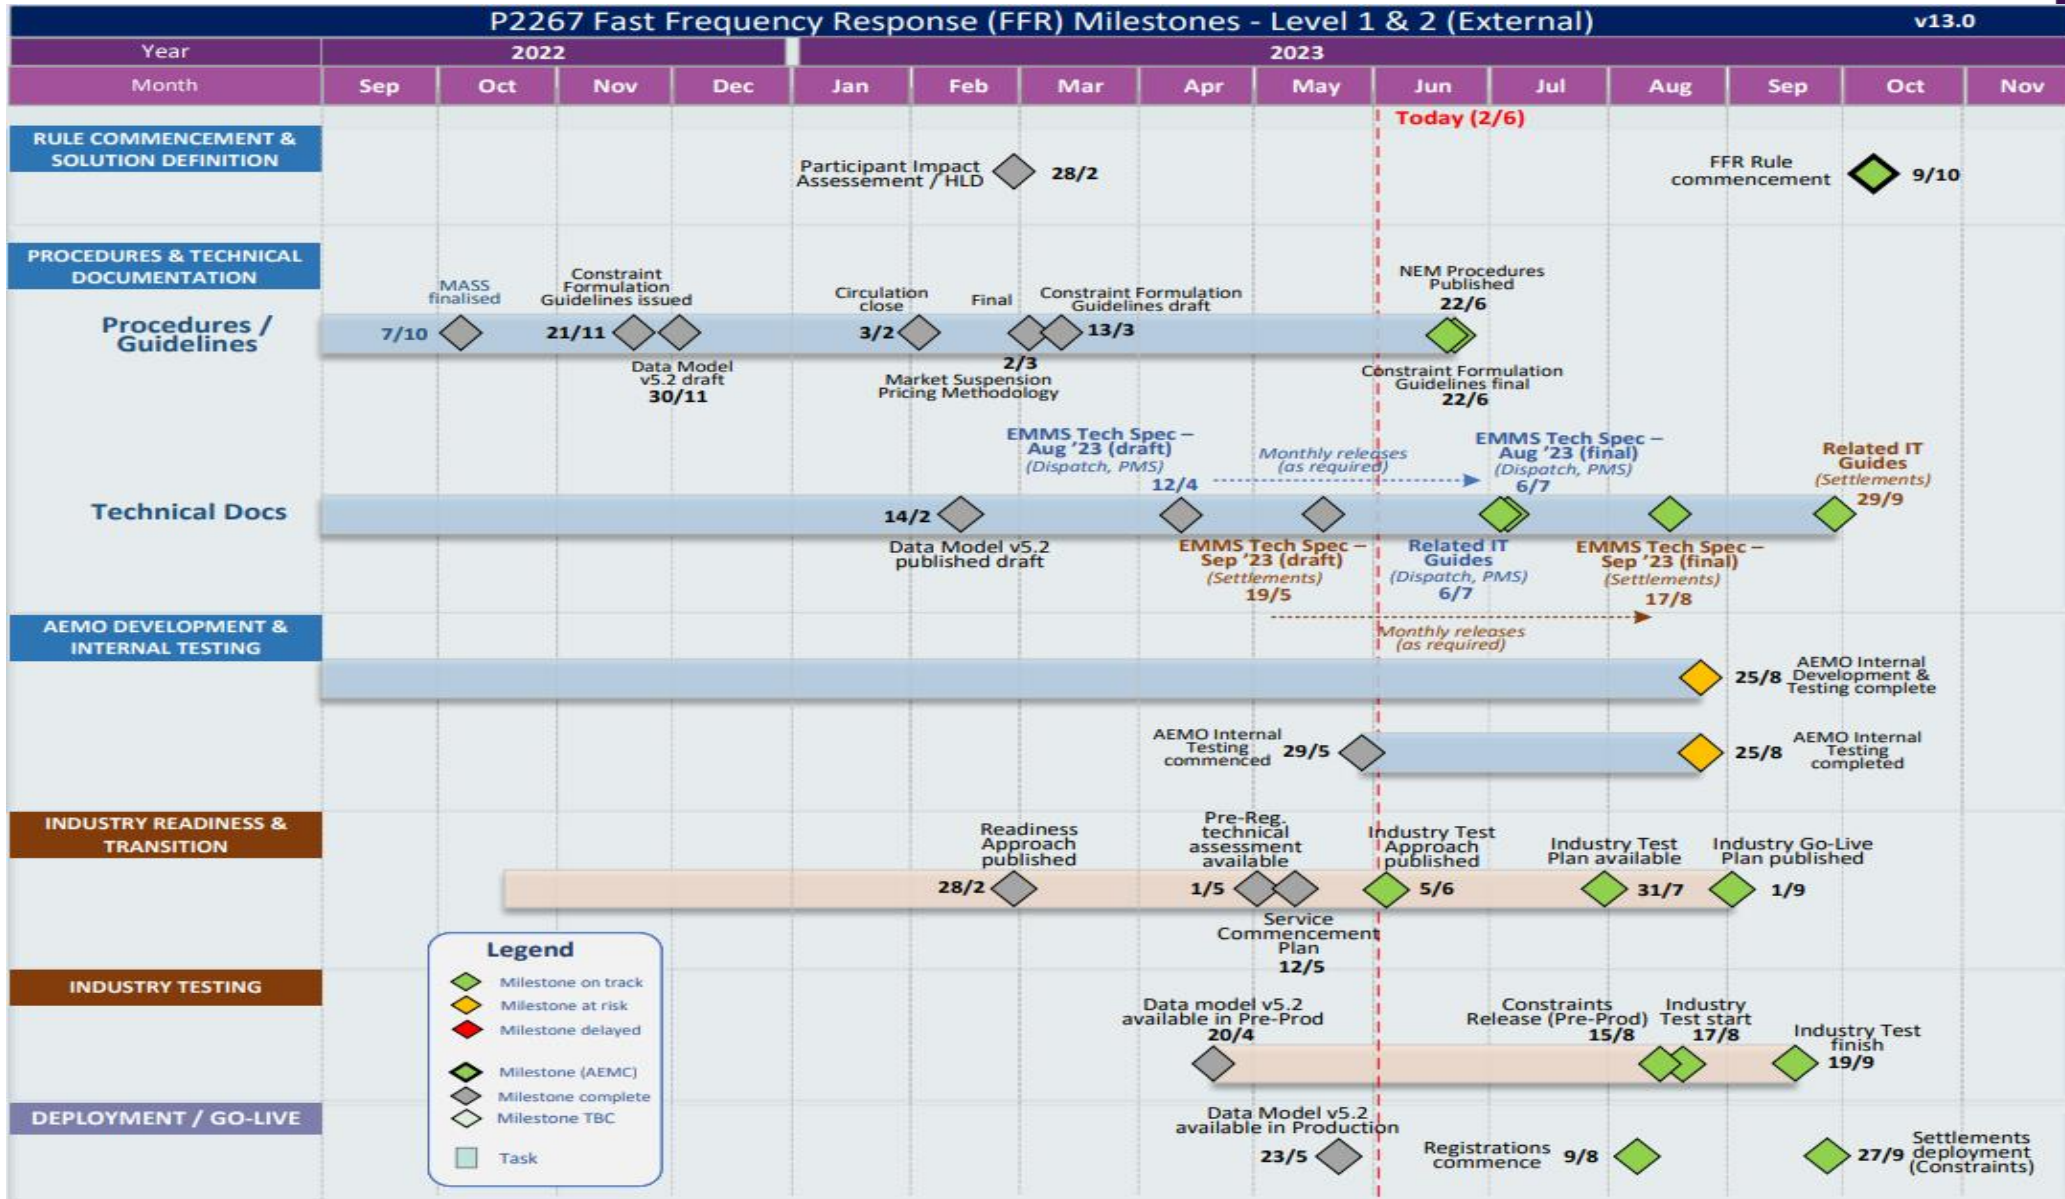 P2267 Fast Frequency Response (FFR) Milestones - Level 1 & 2 (External)
v13.0
Year
2022
2023
Month
Sep
Oct
Nov
Dec
Jan
Feb
Mar
Apr
May
Jun
Jul
Aug
Sep
Oct
Nov
Today (2/6)
RULE COMMENCEMENT &
SOLUTION DEFINITION
Participant Impact
Assessement / HLD
28/2
FFR Rule
commencement
9/10
PROCEDURES & TECHNICAL
DOCUMENTATION
Procedures /
Guidelines
MASS
finalised
7/10
Constraint
Formulation
Guidelines issued
21/11
Data Model
v5.2 draft
30/11
Circulation
close
3/2
Final
2/3
Market Suspension
Pricing Methodology
Constraint Formulation
Guidelines draft
13/3
NEM Procedures
Published
22/6
Constraint Formulation
Guidelines final
22/6
Technical Docs
14/2
Data Model v5.2
published draft
EMMS Tech Spec –
Aug '23 (draft)
(Dispatch, PMS)
12/4
Monthly releases
(as required)
EMMS Tech Spec –
Aug '23 (final)
(Dispatch, PMS)
6/7
Related IT
Guides
(Settlements)
29/9
EMMS Tech Spec –
Sep '23 (draft)
(Settlements)
19/5
Related IT
Guides
(Dispatch, PMS)
6/7
EMMS Tech Spec –
Sep '23 (final)
(Settlements)
17/8
Monthly releases
(as required)
AEMO DEVELOPMENT &
INTERNAL TESTING
25/8
AEMO Internal
Development &
Testing complete
AEMO Internal
Testing
commenced
29/5
25/8
AEMO Internal
Testing
completed
INDUSTRY READINESS &
TRANSITION
Readiness
Approach
published
28/2
Pre-Reg.
technical
assessment
available
1/5
Service
Commencement
Plan
12/5
Industry Test
Approach
published
5/6
Industry Test
Plan available
31/7
Industry Go-Live
Plan published
1/9
Legend
Milestone on track
Milestone at risk
Milestone delayed
Milestone (AEMC)
Milestone complete
Milestone TBC
Task
INDUSTRY TESTING
Data model v5.2
available in Pre-Prod
20/4
Constraints
Release (Pre-Prod)
15/8
Industry
Test start
17/8
Industry Test
finish
19/9
DEPLOYMENT / GO-LIVE
Data Model v5.2
available in Production
23/5
Registrations
commence
9/8
27/9
Settlements
deployment
(Constraints)